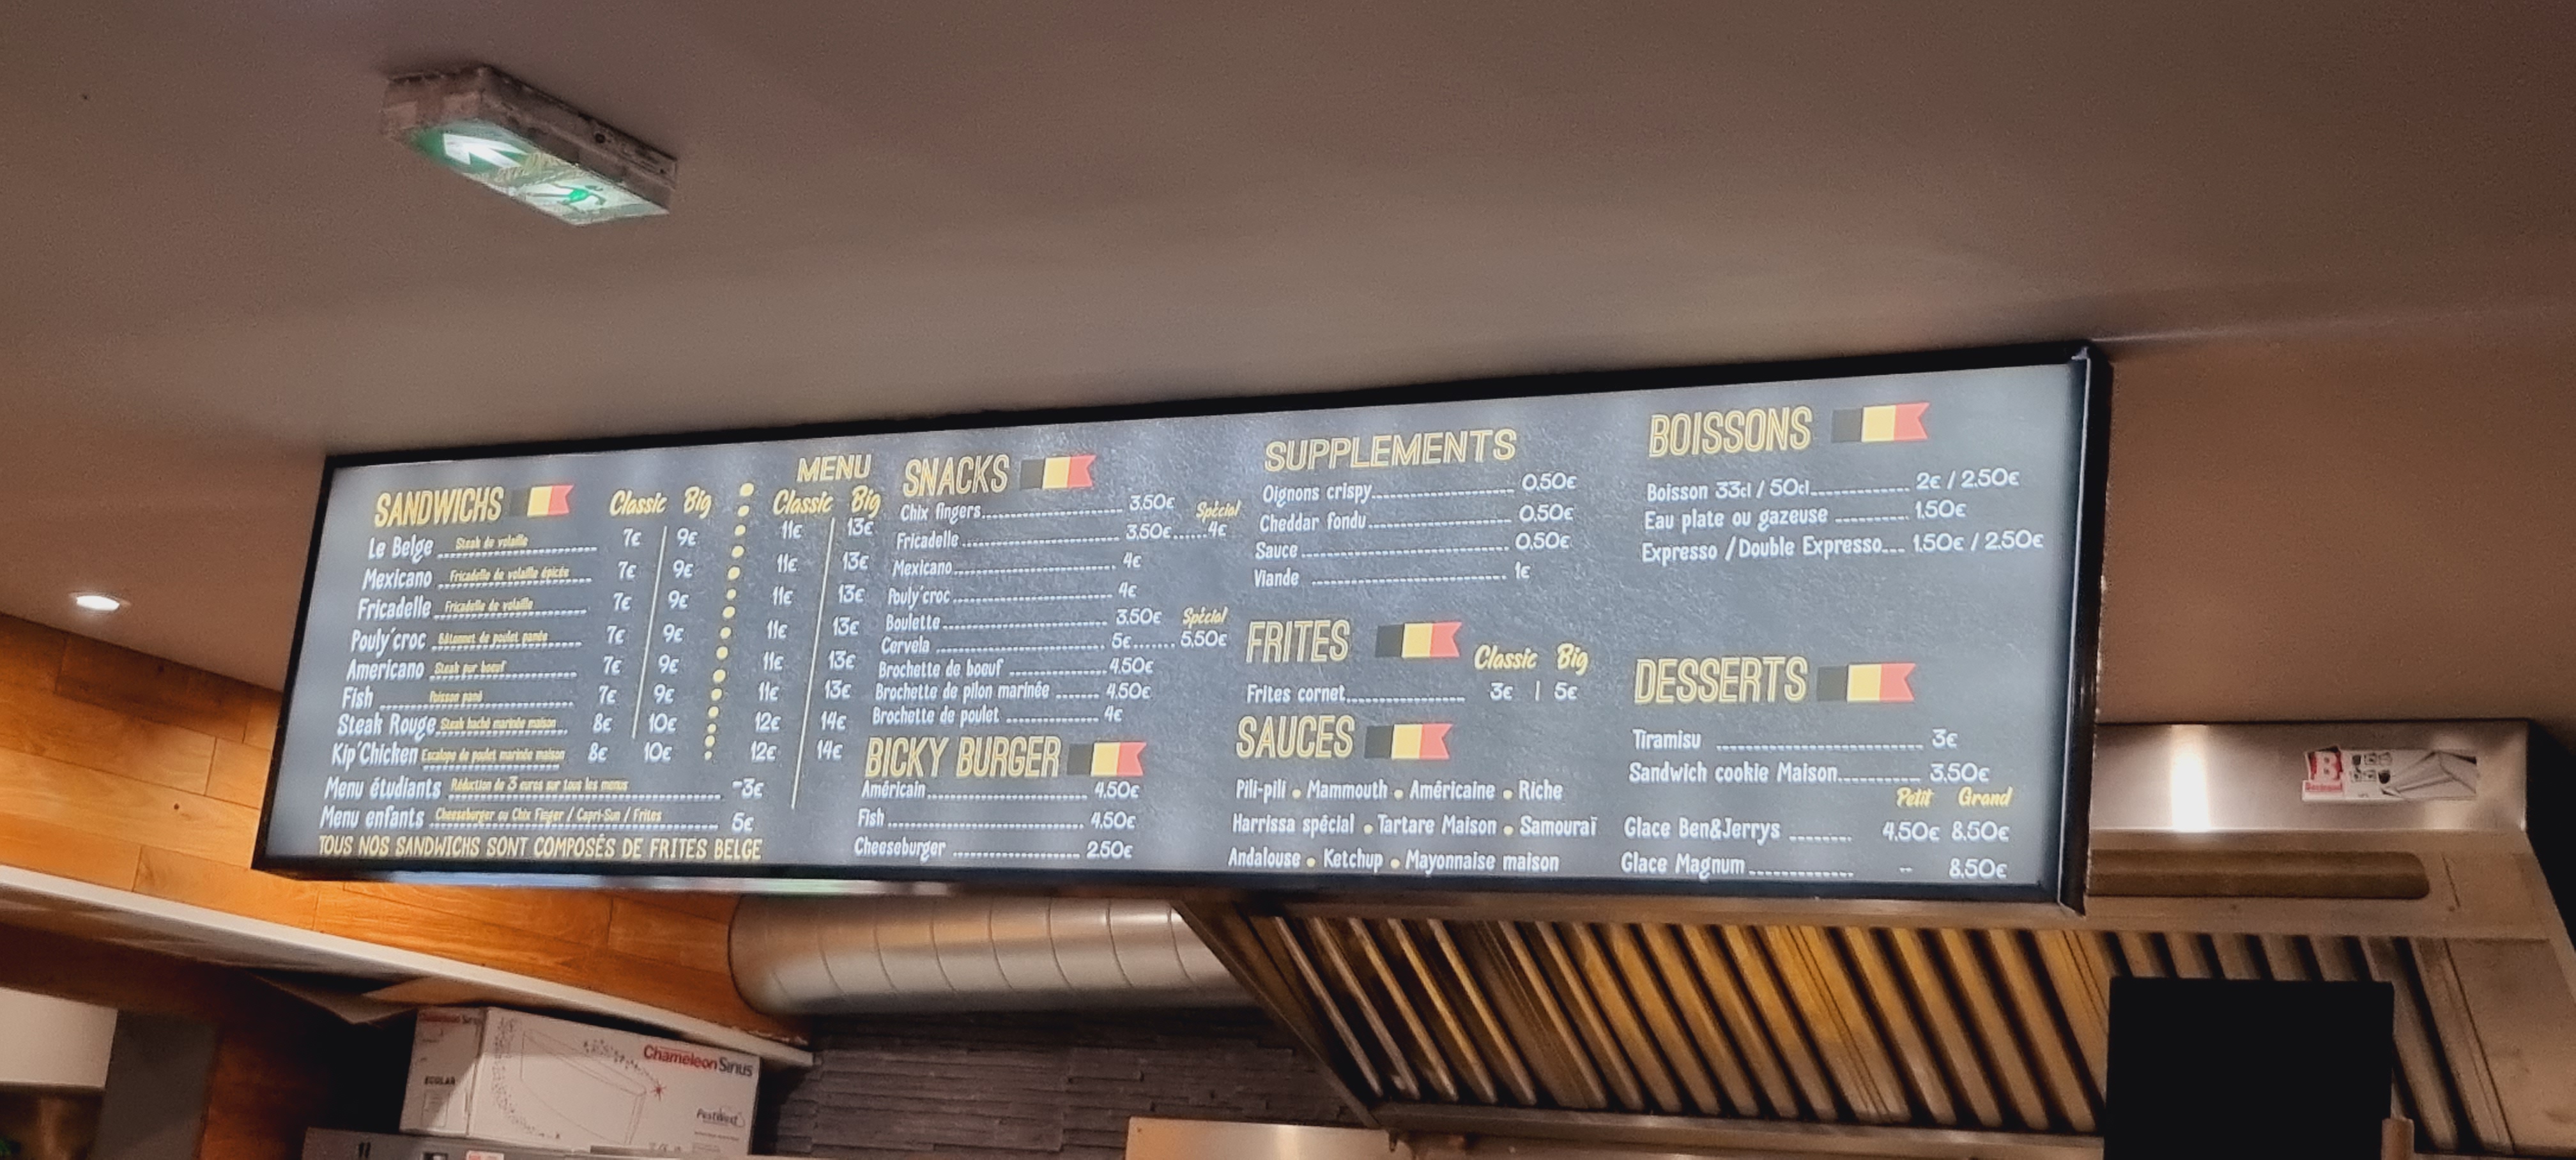 SANDWICHS Classic Big
MENU
Classic Big
Le Belge Steak de volaille 7€ 9€ 11€ 13€
Mexicano Fricadelle de volaille épicée 7€ 9€ 11€ 13€
Fricadelle Fricadelle de volaille 7€ 9€ 11€ 13€
Pouly'croc Bâtonnet de poulet panée 7€ 9€ 11€ 13€
Americano Steak pur boeuf 7€ 9€ 11€ 13€
Fish Poisson pané 7€ 9€ 11€ 13€
Steak Rouge Steak haché marinée maison 8€ 10€ 12€ 14€
Kip'Chicken Escalope de poulet marinée maison 8€ 10€ 12€ 14€
Menu étudiants Réduction de 3 euros sur tous les menus -3€
Menu enfants Cheeseburger ou Chix Finger / Capri-Sun / Frites 5€
TOUS NOS SANDWICHS SONT COMPOSÉS DE FRITES BELGE
SNACKS
Chix fingers 3.50€ Spécial
Fricadelle 3.50€ 4€
Mexicano 4€
Pouly'croc 4€
Boulette 3.50€ Spécial
Cervela 5€ 5.50€
Brochette de boeuf 4.50€
Brochette de pilon marinée 4.50€
Brochette de poulet 4€
BICKY BURGER
Américain 4.50€
Fish 4.50€
Cheeseburger 2.50€
SUPPLEMENTS
Oignons crispy 0.50€
Cheddar fondu 0.50€
Sauce 0.50€
Viande 1€
FRITES Classic Big
Frites cornet 3€ | 5€
SAUCES
Pili-pili • Mammouth • Américaine • Riche
Harrissa spécial • Tartare Maison • Samouraï
Andalouse • Ketchup • Mayonnaise maison
BOISSONS
Boisson 33cl / 50cl 2€ / 2.50€
Eau plate ou gazeuse 1.50€
Expresso / Double Expresso 1.50€ / 2.50€
DESSERTS
Tiramisu 3€
Sandwich cookie Maison 3.50€
Petit Grand
Glace Ben&Jerrys 4.50€ 8.50€
Glace Magnum -- 8.50€
Chameleon Sirius
PestWest